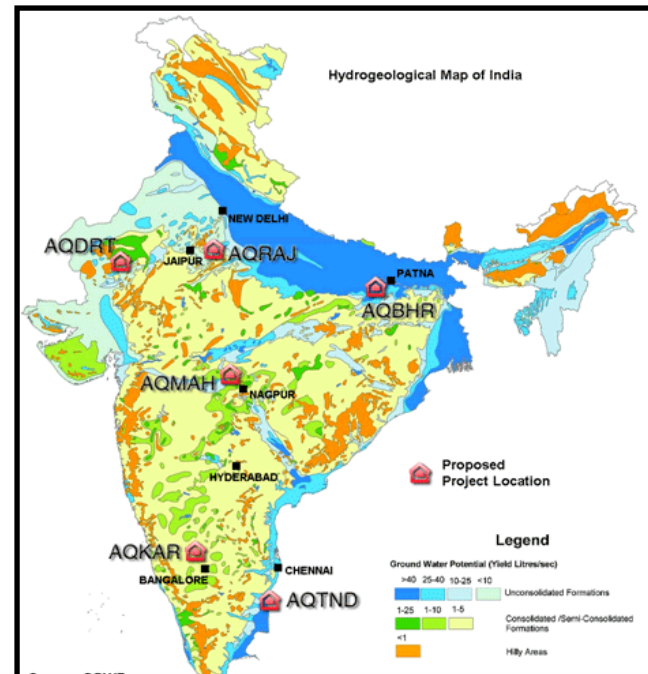 Hydrogeological Map of India
NEW DELHI
AQDRT
JAIPUR
AQRAJ
PATNA
AQBHR
AQMAH
NAGPUR
HYDERABAD
Proposed
Project Location
AQKAR
BANGALORE
CHENNAI
AQTND
Legend
Ground Water Potential (Yield Litres/sec)
>40 25-40 10-25 <10
Unconsolidated Formations
1-25 1-10 1-5
Consolidated /Semi-Consolidated
Formations
<1
Hilly Areas